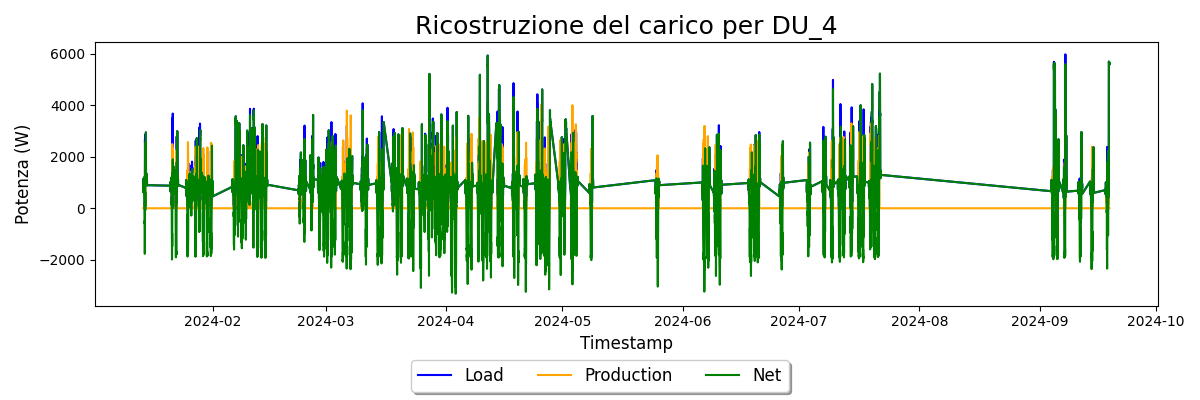 Ricostruzione del carico per DU_4
Potenza (W)
6000
4000
2000
0
−2000
2024-02
2024-03
2024-04
2024-05
2024-06
2024-07
2024-08
2024-09
2024-10
Timestamp
Load
Production
Net